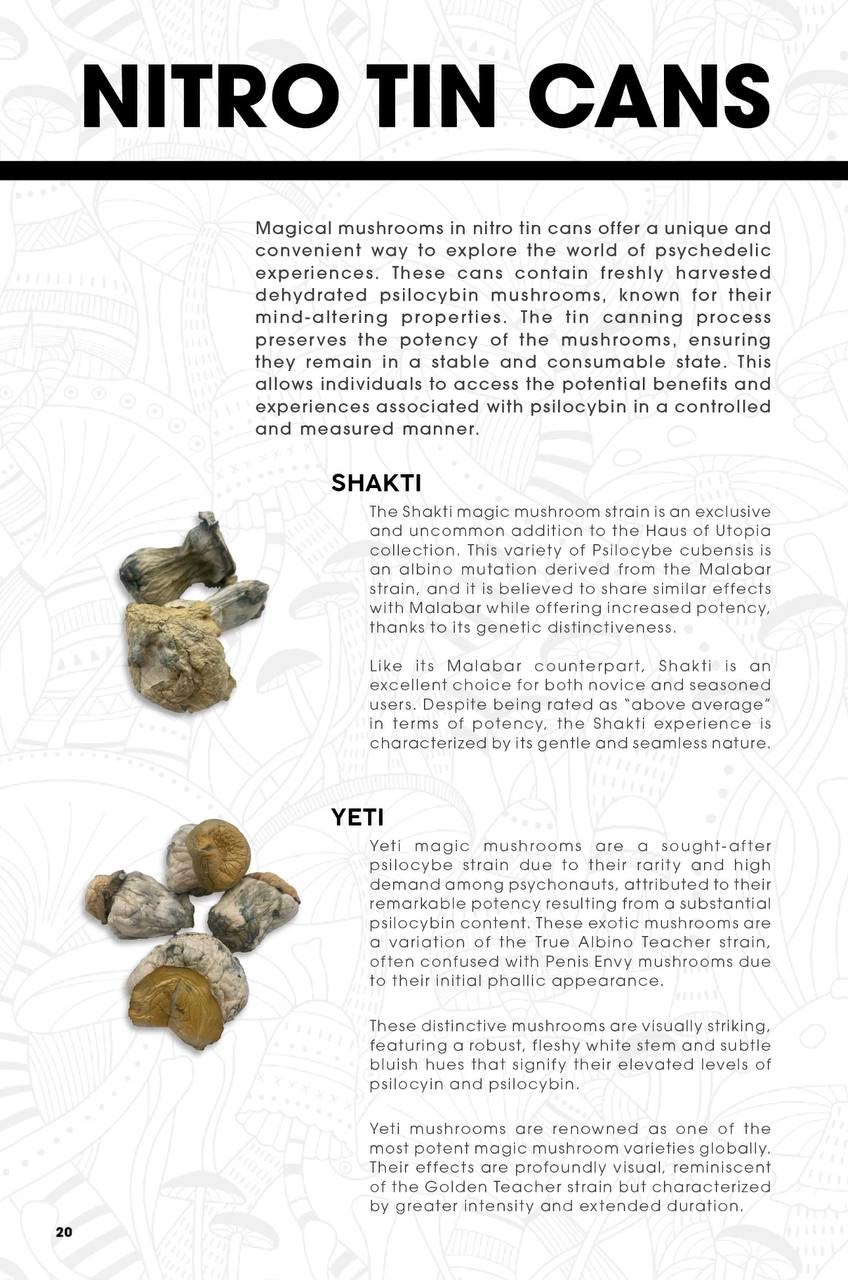 NITRO TIN CANS
Magical mushrooms in nitro tin cans offer a unique and
convenient way to explore the world of psychedelic
experiences. These cans contain freshly harvested
dehydrated psilocybin mushrooms, known for their
mind-altering properties. The tin canning process
preserves the potency of the mushrooms, ensuring
they remain in a stable and consumable state. This
allows individuals to access the potential benefits and
experiences associated with psilocybin in a controlled
and measured manner.
SHAKTI
The Shakti magic mushroom strain is an exclusive
and uncommon addition to the Haus of Utopia
collection. This variety of Psilocybe cubensis is
an albino mutation derived from the Malabar
strain, and it is believed to share similar effects
with Malabar while offering increased potency,
thanks to its genetic distinctiveness.
Like its Malabar counterpart, Shakti is an
excellent choice for both novice and seasoned
users. Despite being rated as “above average”
in terms of potency, the Shakti experience is
characterized by its gentle and seamless nature.
YETI
Yeti magic mushrooms are a sought-after
psilocybe strain due to their rarity and high
demand among psychonauts, attributed to their
remarkable potency resulting from a substantial
psilocybin content. These exotic mushrooms are
a variation of the True Albino Teacher strain,
often confused with Penis Envy mushrooms due
to their initial phallic appearance.
These distinctive mushrooms are visually striking,
featuring a robust, fleshy white stem and subtle
bluish hues that signify their elevated levels of
psilocyin and psilocybin.
Yeti mushrooms are renowned as one of the
most potent magic mushroom varieties globally.
Their effects are profoundly visual, reminiscent
of the Golden Teacher strain but characterized
by greater intensity and extended duration.
20